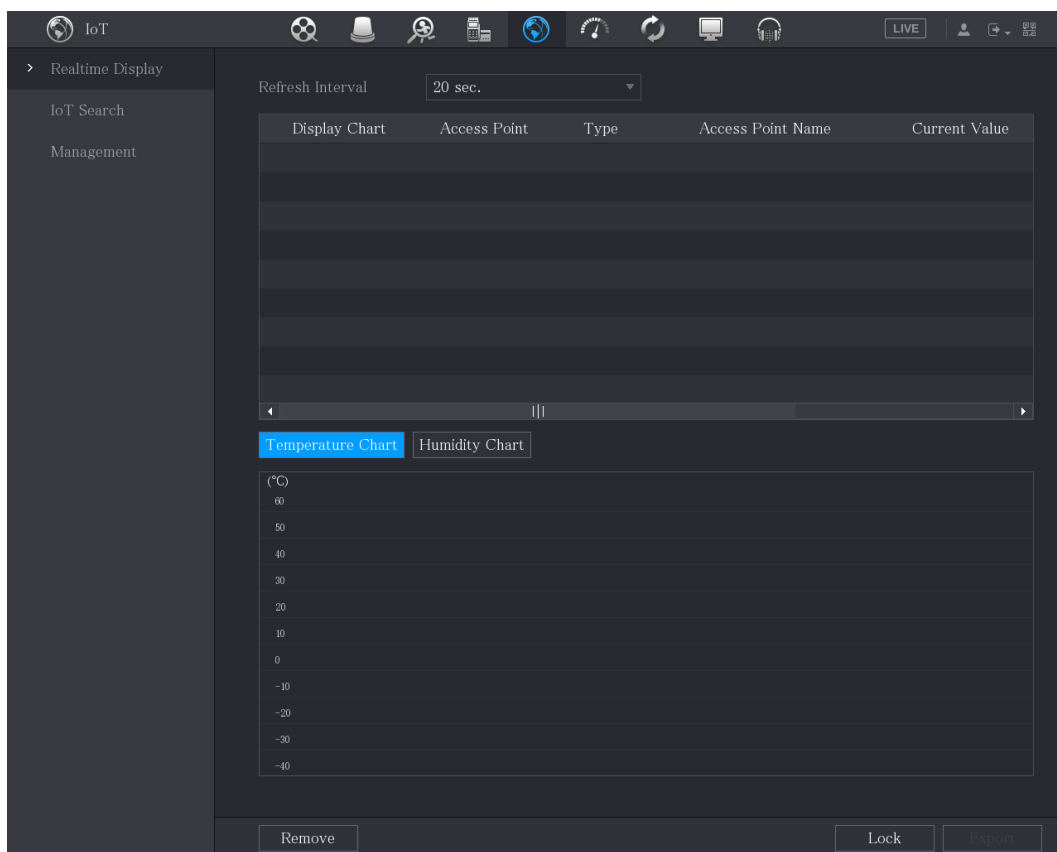 IoT LIVE
Realtime Display
IoT Search
Management
Refresh Interval 20 sec.
Display Chart Access Point Type Access Point Name Current Value
Temperature Chart Humidity Chart
(°C)
60
50
40
30
20
10
0
-10
-20
-30
-40
Remove Lock Export